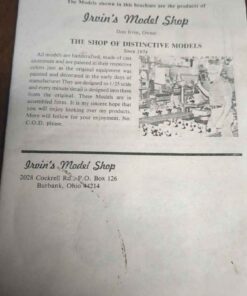 The Models shown in this brochure are the products of
Irvin's Model Shop
Don Irvin, Owner
THE SHOP OF DISTINCTIVE MODELS
Since 1974
All models are handcrafted, made of cast
aluminum and are painted in their respective
colors just as the original equipment was
painted and decorated in the early days of
manufacture! They are designed to 1/25 scale
and every minute detail is designed into them
from the original. These Models are in
assembled form. It is my sincere hope that
you will enjoy looking over my products.
More will follow for your enjoyment. No
C.O.D. please.
Irvin's Model Shop
2028 Cockrell Rd. P.O. Box 126
Burbank, Ohio 44214